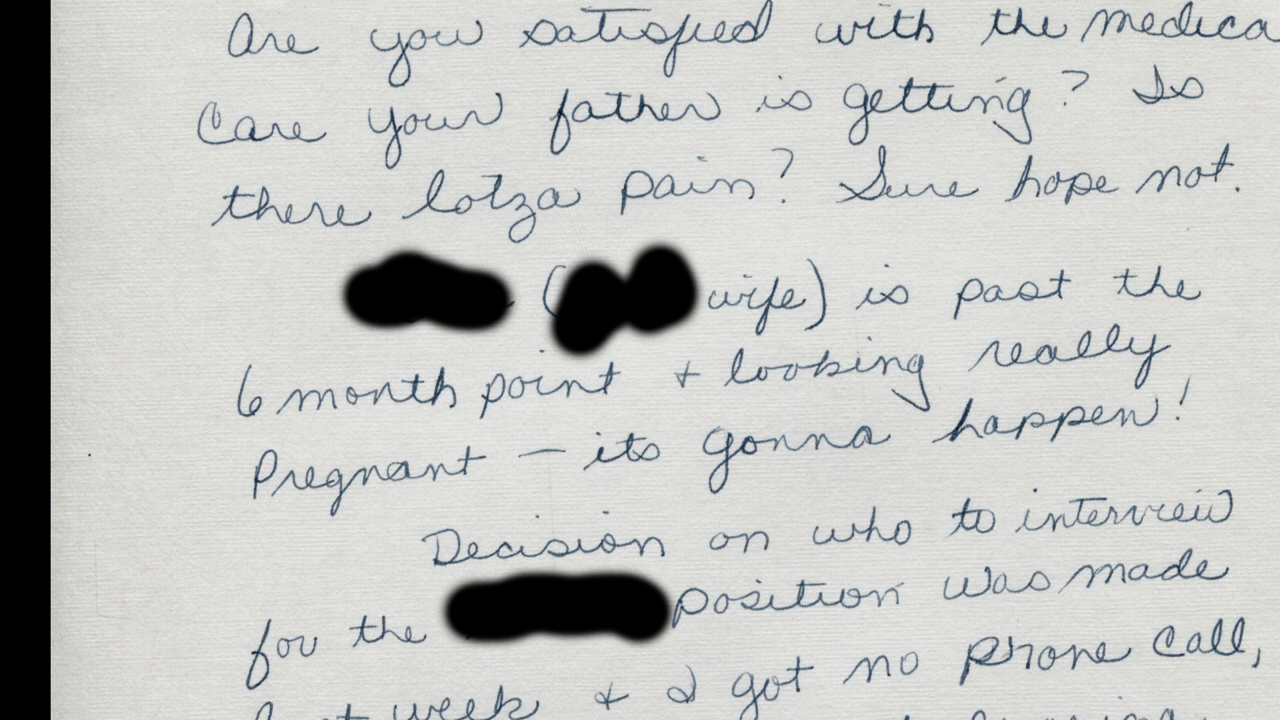 Are you satisfied with the medica
Care your father is getting? Is
there lotza pain? Sure hope not.
( wife) is past the
6 month point + looking really
Pregnant — its gonna happen!
Decision on who to interview
for the position was made
week & I got no phone call,